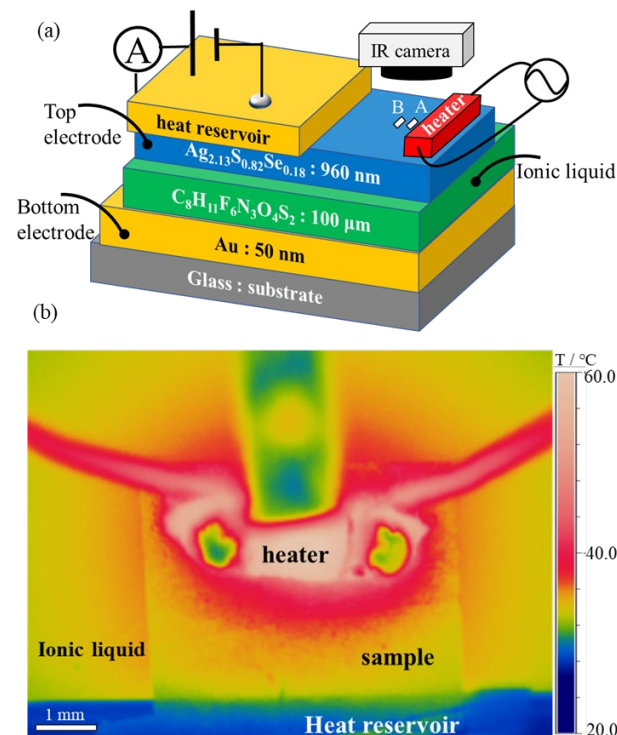 (a)
A
IR camera
B A
heater
heat reservoir
Top
electrode
Ag₂.₁₃S₀.₈₂Se₀.₁₈ : 960 nm
Ionic liquid
C₈H₁₁F₆N₃O₄S₂ : 100 μm
Bottom
electrode
Au : 50 nm
Glass : substrate
(b)
T / °C
60.0
heater
40.0
Ionic liquid
sample
1 mm
Heat reservoir
20.0